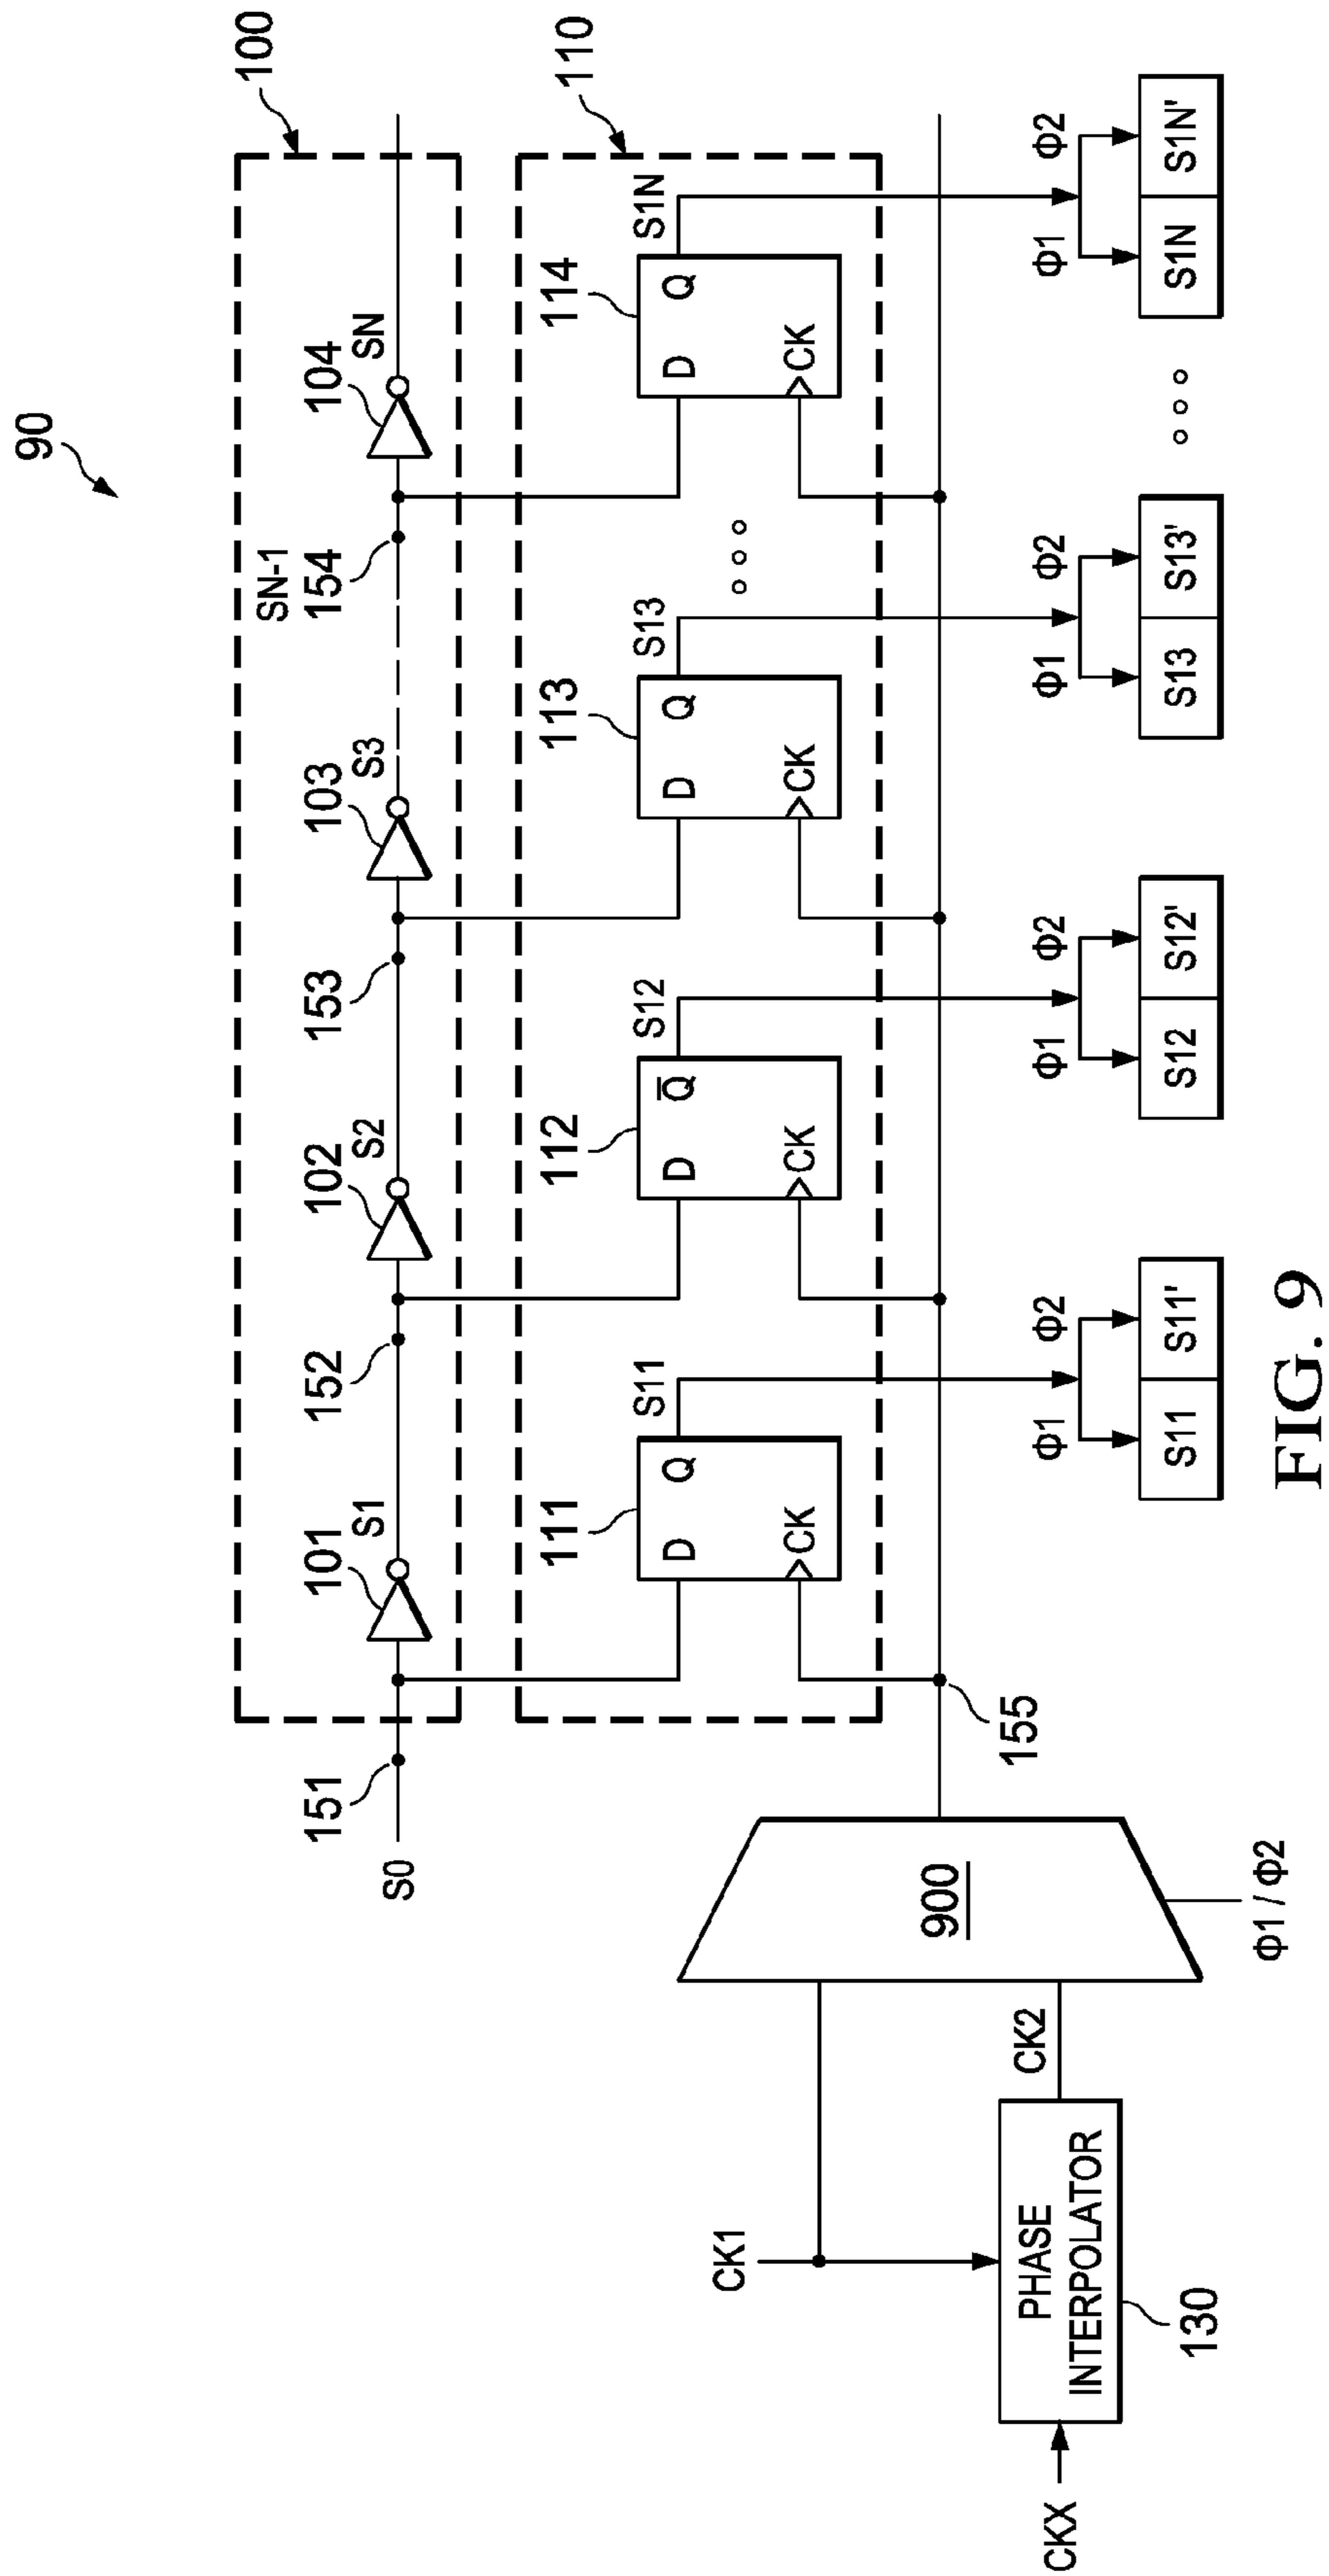 90
100
SN-1
101
S1
102
S2
103
S3
154
104
SN
S0
151
152
153
110
111
S11
112
S12
113
S13
114
S1N
D
Q
D
Q̅
D
Q
D
Q
CK
CK
CK
CK
155
CK1
900
CK2
PHASE
INTERPOLATOR
CKX
130
Φ1 / Φ2
Φ1
Φ2
Φ1
Φ2
Φ1
Φ2
Φ1
Φ2
S11
S11'
S12
S12'
S13
S13'
S1N
S1N'
FIG. 9